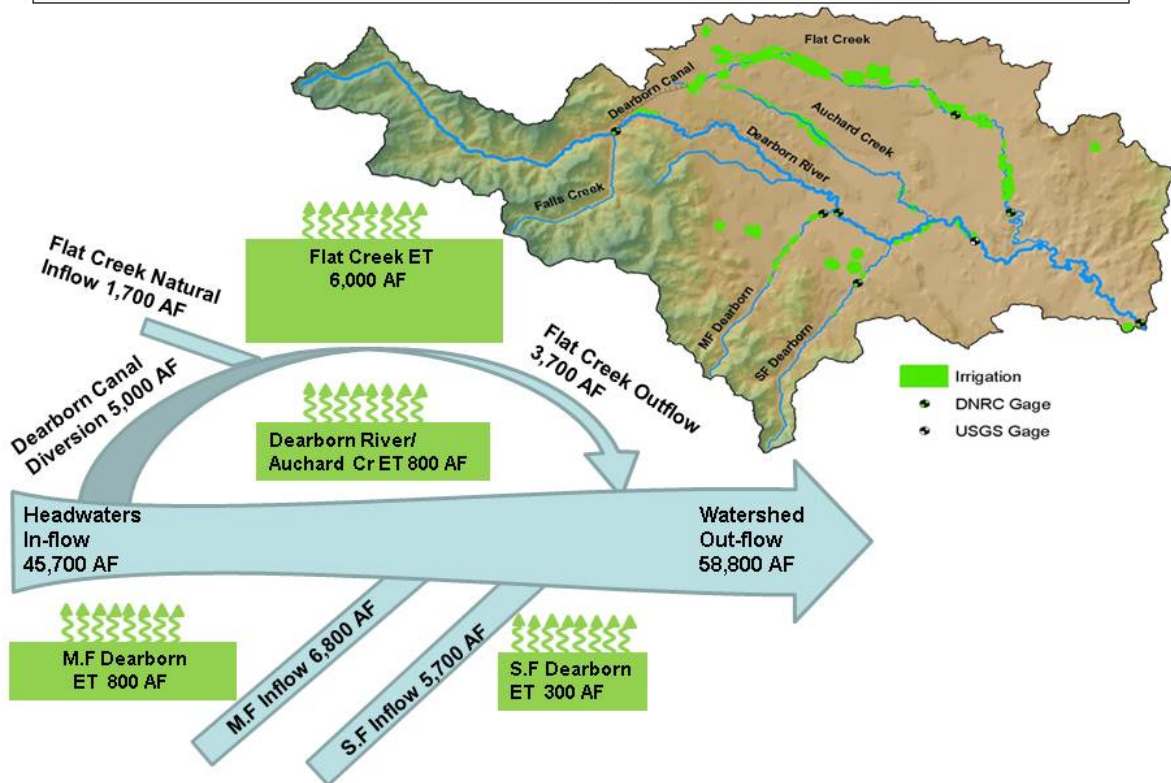 Flat Creek
Dearborn Canal
Auchard Creek
Dearborn River
Falls Creek
MF Dearborn
SF Dearborn
Irrigation
DNRC Gage
USGS Gage
Flat Creek Natural
Inflow 1,700 AF
Flat Creek ET
6,000 AF
Dearborn Canal
Diversion 5,000 AF
Flat Creek Outflow
3,700 AF
Dearborn River/
Auchard Cr ET 800 AF
Headwaters
In-flow
45,700 AF
Watershed
Out-flow
58,800 AF
M.F Dearborn
ET 800 AF
M.F Inflow 6,800 AF
S.F Inflow 5,700 AF
S.F Dearborn
ET 300 AF